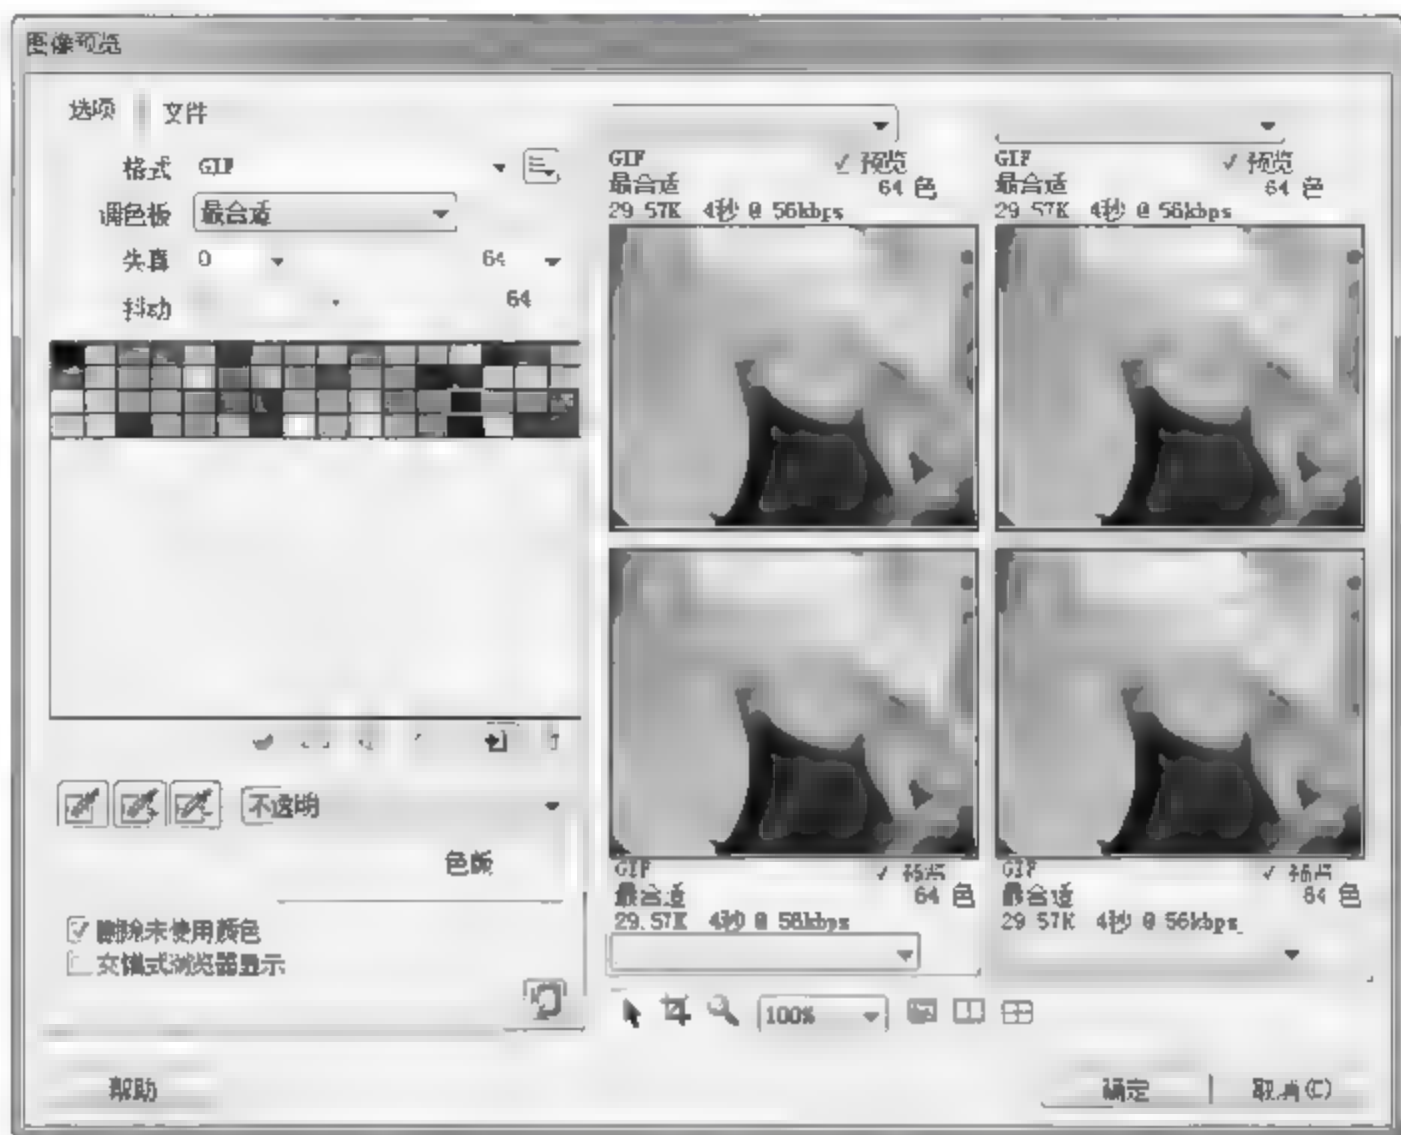 图像预览
选项 文件
格式 GIF
调色板 最合适
失真 0 64
抖动 64
不透明
色版
删除未使用颜色
交错式浏览器显示
GIF ✓ 预览
最合适 64 色
29.57K 4秒 @ 56kbps
GIF ✓ 预览
最合适 64 色
29.57K 4秒 @ 56kbps
GIF ✓ 预览
最合适 64 色
29.57K 4秒 @ 56kbps
GIF ✓ 预览
最合适 64 色
29.57K 4秒 @ 56kbps
100%
帮助 确定 取消(C)